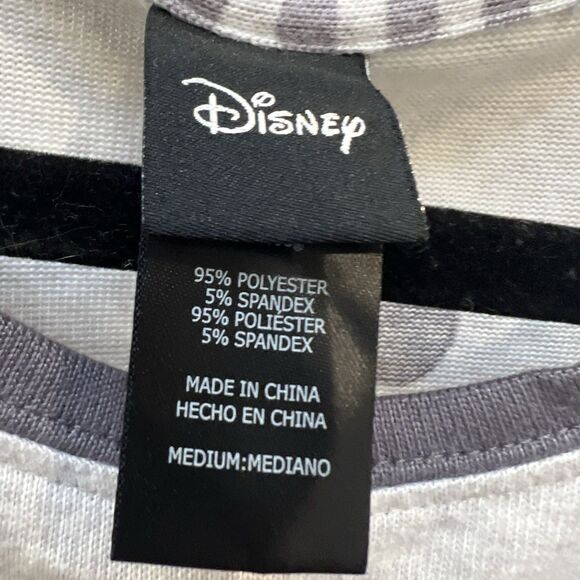 Disney
95% POLYESTER
5% SPANDEX
95% POLIÉSTER
5% SPANDEX
MADE IN CHINA
HECHO EN CHINA
MEDIUM:MEDIANO